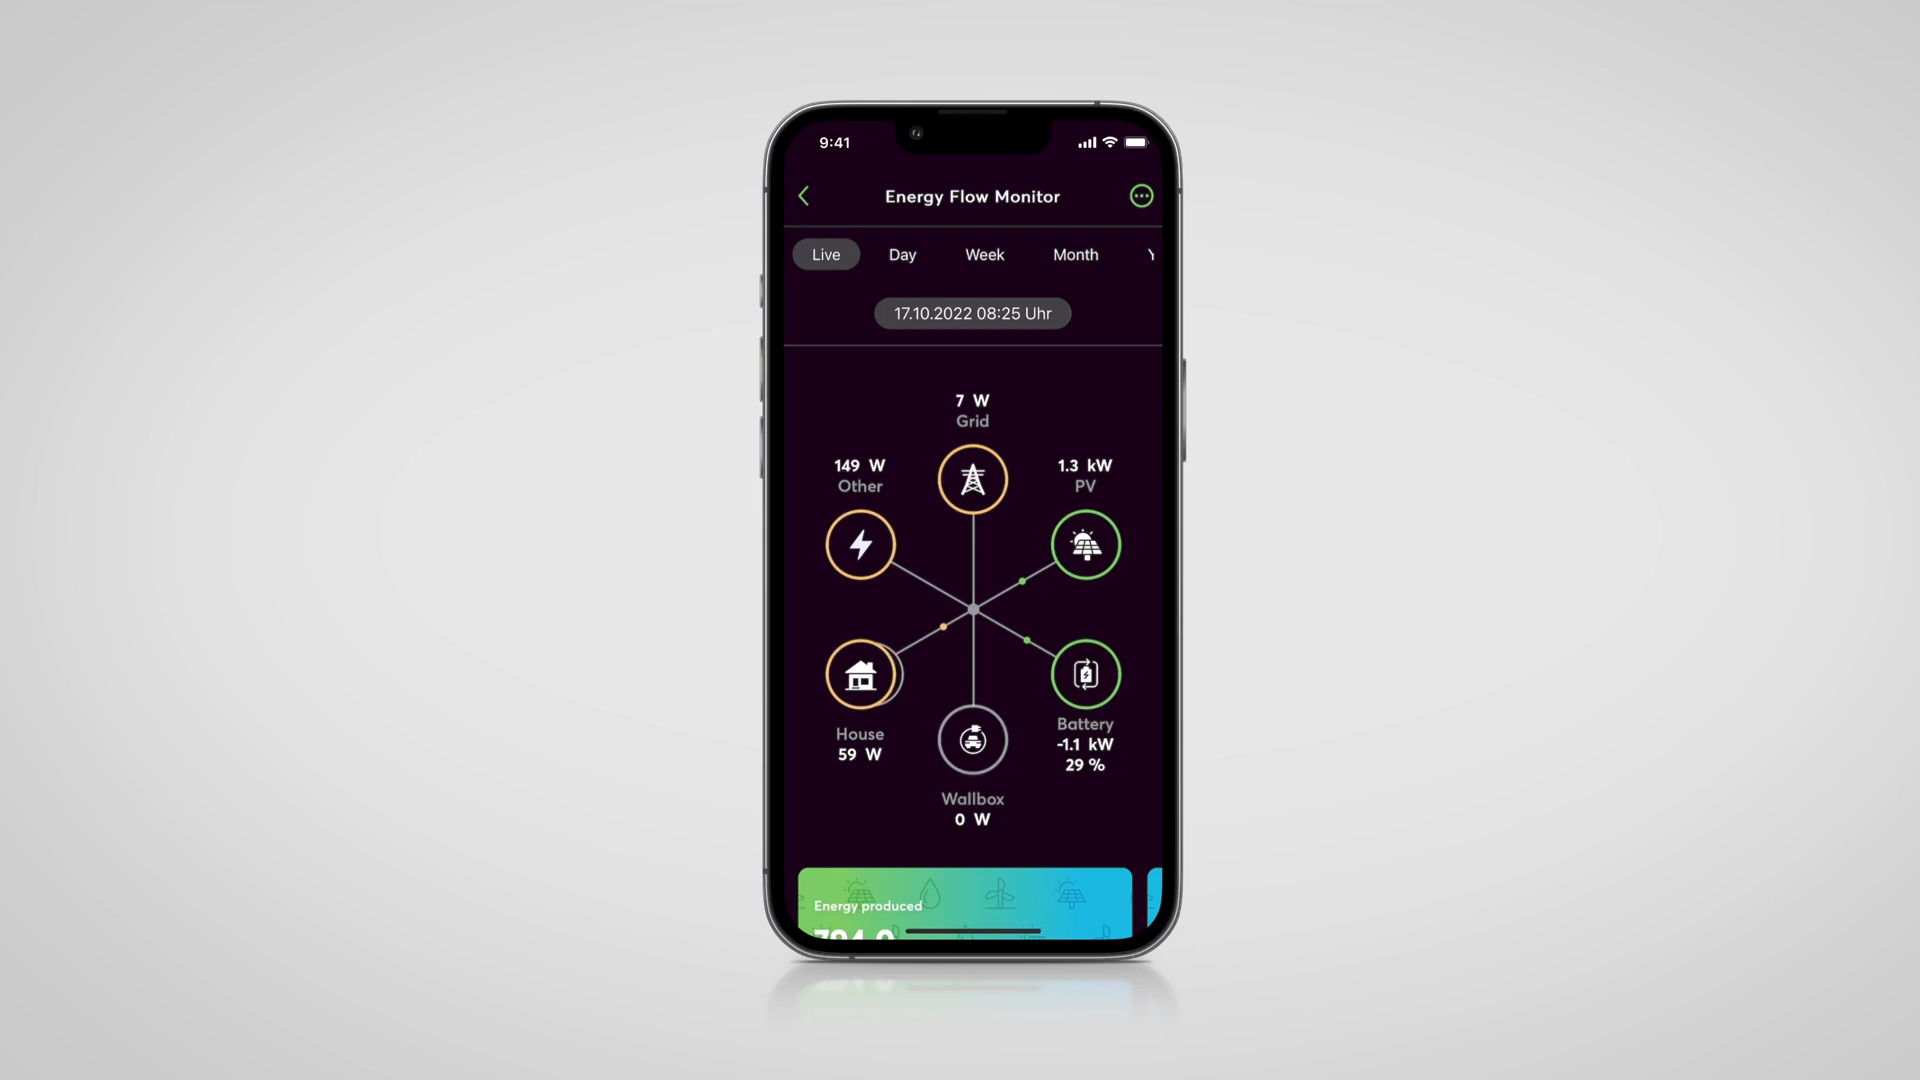 9:41
Energy Flow Monitor
Live Day Week Month
17.10.2022 08:25 Uhr
7 W
Grid
149 W
Other
1.3 kW
PV
House
59 W
Battery
-1.1 kW
29 %
Wallbox
0 W
Energy produced